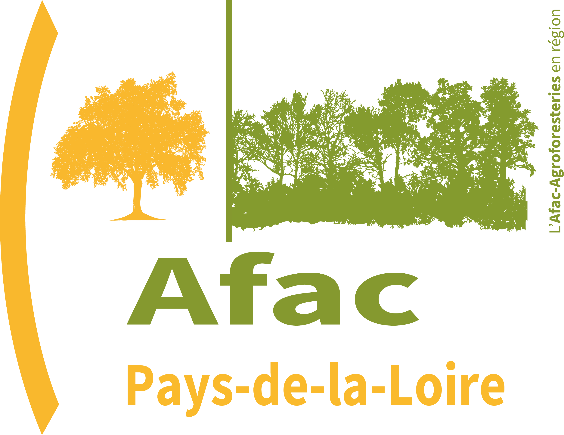 L'Afac-Agroforesteries en région
Afac
Pays-de-la-Loire